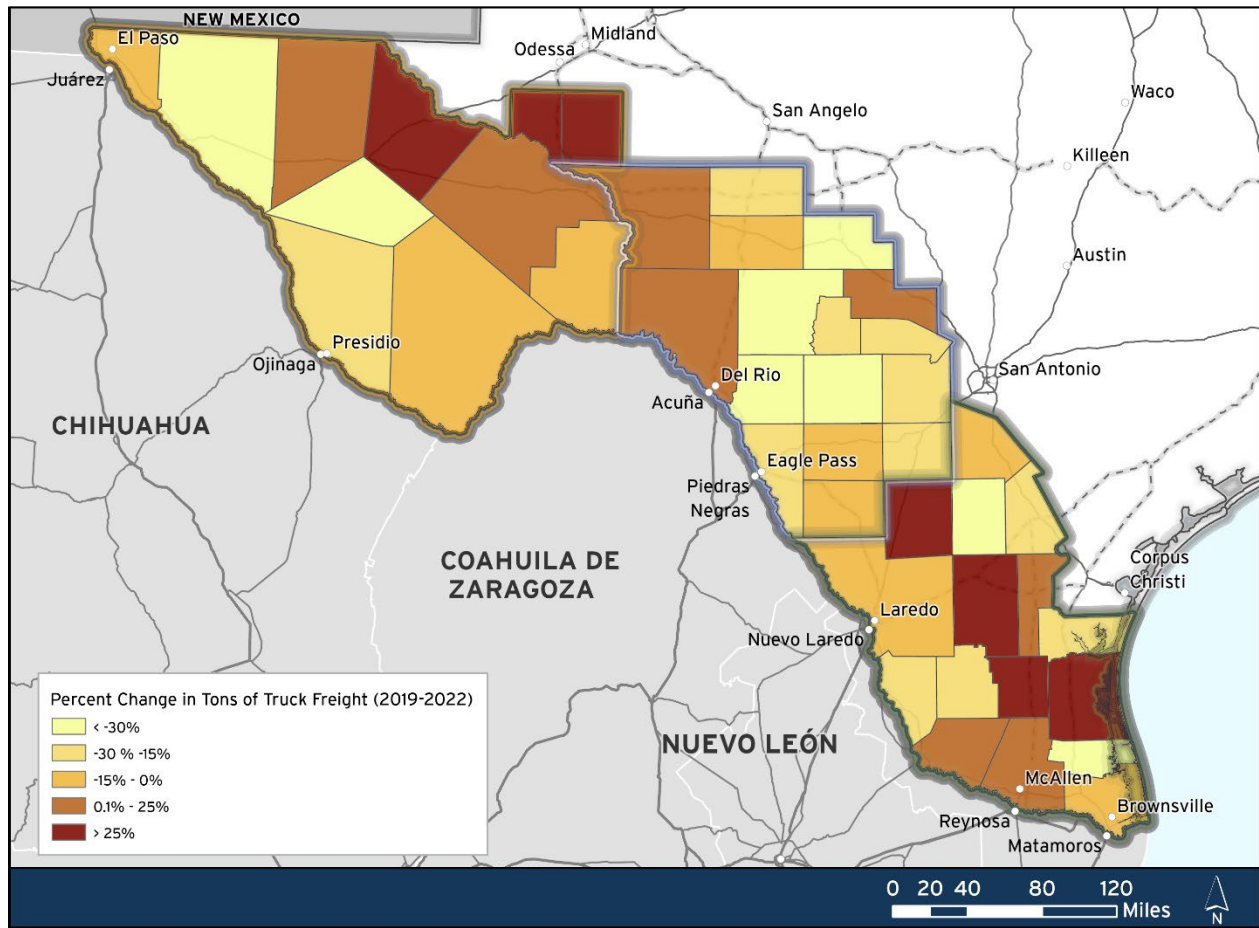 NEW MEXICO
El Paso
Juárez
Midland
Odessa
San Angelo
Waco
Killeen
Austin
Presidio
Ojinaga
Del Rio
Acuña
San Antonio
CHIHUAHUA
Eagle Pass
Piedras
Negras
COAHUILA DE
ZARAGOZA
Corpus
Christi
Laredo
Nuevo Laredo
NUEVO LEÓN
McAllen
Reynosa
Brownsville
Matamoros
Percent Change in Tons of Truck Freight (2019-2022)
< -30%
-30 % -15%
-15% - 0%
0.1% - 25%
> 25%
0 20 40 80 120
Miles
N